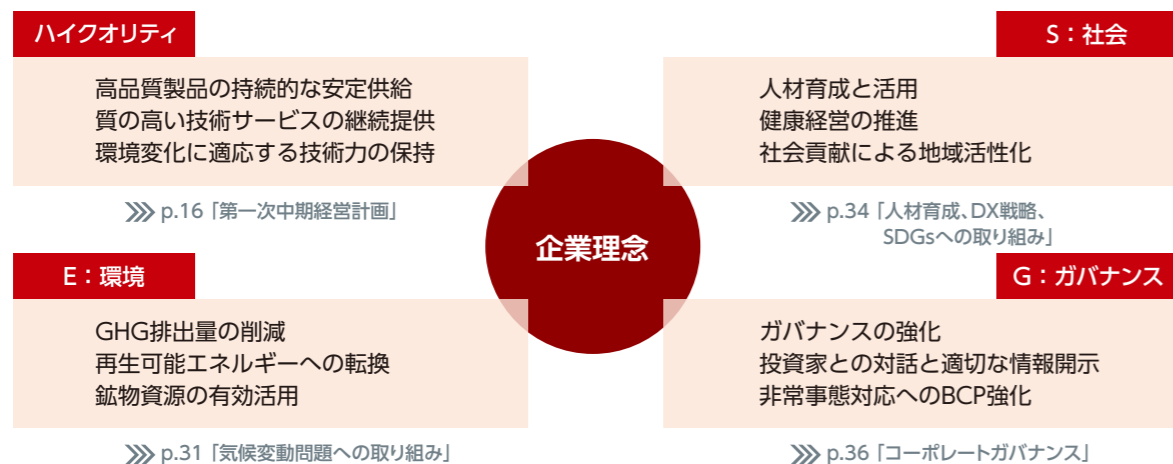 ハイクオリティ
高品質製品の持続的な安定供給
質の高い技術サービスの継続提供
環境変化に適応する技術力の保持
p.16「第一次中期経営計画」
S：社会
人材育成と活用
健康経営の推進
社会貢献による地域活性化
p.34「人材育成、DX戦略、
SDGsへの取り組み」
企業理念
E：環境
GHG排出量の削減
再生可能エネルギーへの転換
鉱物資源の有効活用
p.31「気候変動問題への取り組み」
G：ガバナンス
ガバナンスの強化
投資家との対話と適切な情報開示
非常事態対応へのBCP強化
p.36「コーポレートガバナンス」